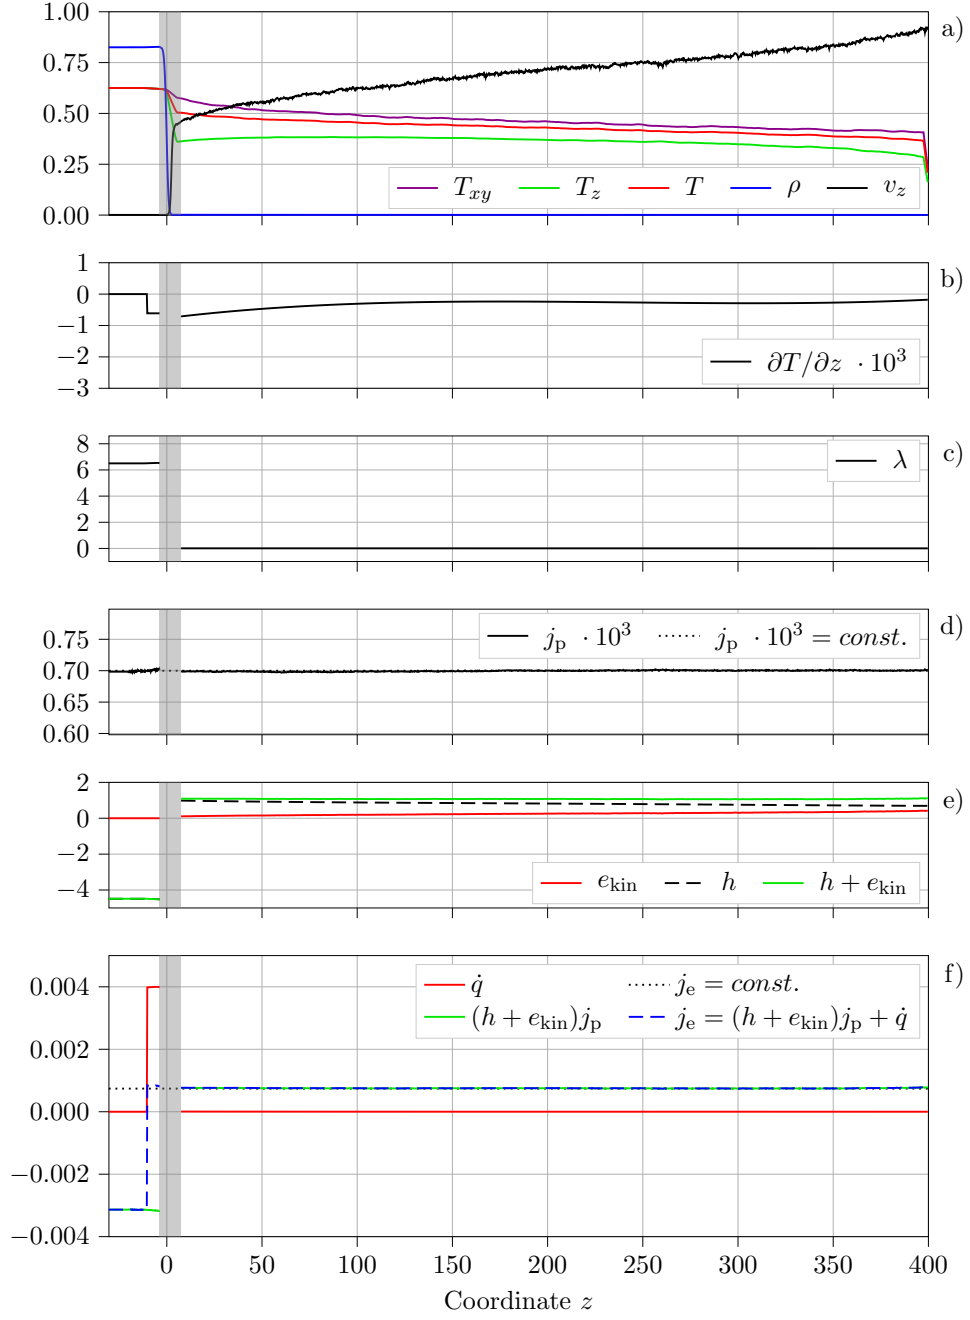 1.00
0.75
0.50
0.25
0.00
a)
T_xy T_z T ρ v_z
1
0
−1
−2
−3
b)
∂T/∂z · 10³
8
6
4
2
0
c)
λ
0.75
0.70
0.65
0.60
d)
j_p · 10³ j_p · 10³ = const.
2
0
−2
−4
e)
e_kin h h + e_kin
0.004
0.002
0.000
−0.002
−0.004
f)
q̇ j_e = const.
(h + e_kin)j_p j_e = (h + e_kin)j_p + q̇
0 50 100 150 200 250 300 350 400
Coordinate z